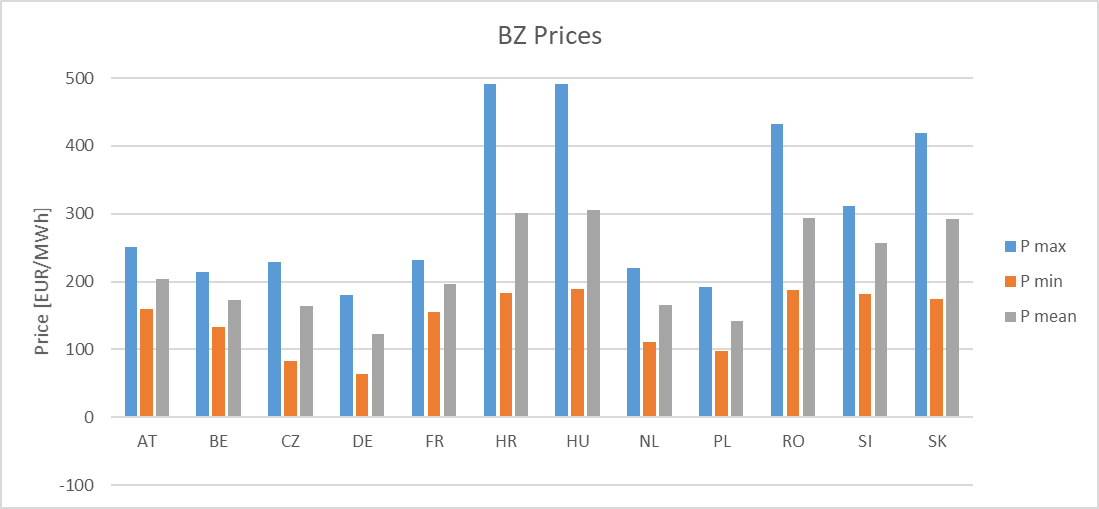 BZ Prices
Price [EUR/MWh]
500
400
300
200
100
0
-100
AT BE CZ DE FR HR HU NL PL RO SI SK
P max
P min
P mean